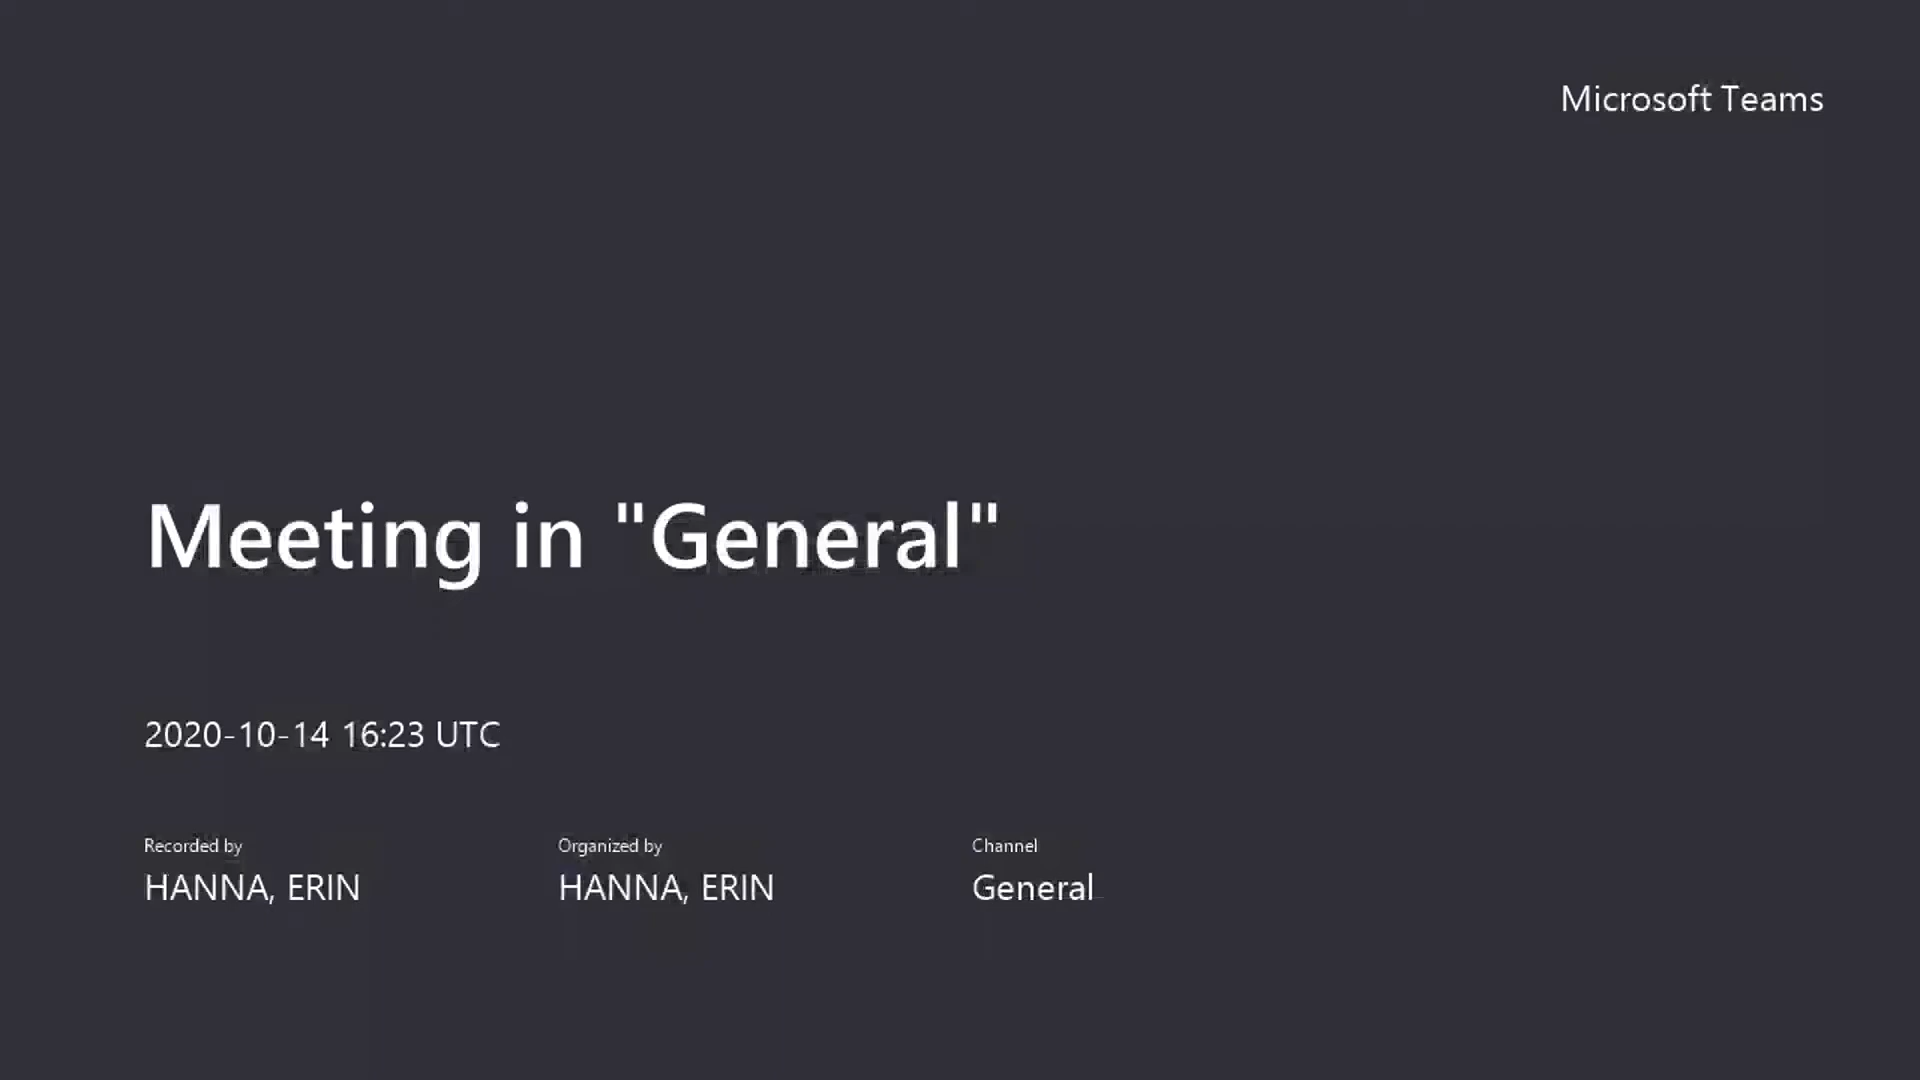 Microsoft Teams
Meeting in "General"
2020-10-14 16:23 UTC
Recorded by
HANNA, ERIN
Organized by
HANNA, ERIN
Channel
General